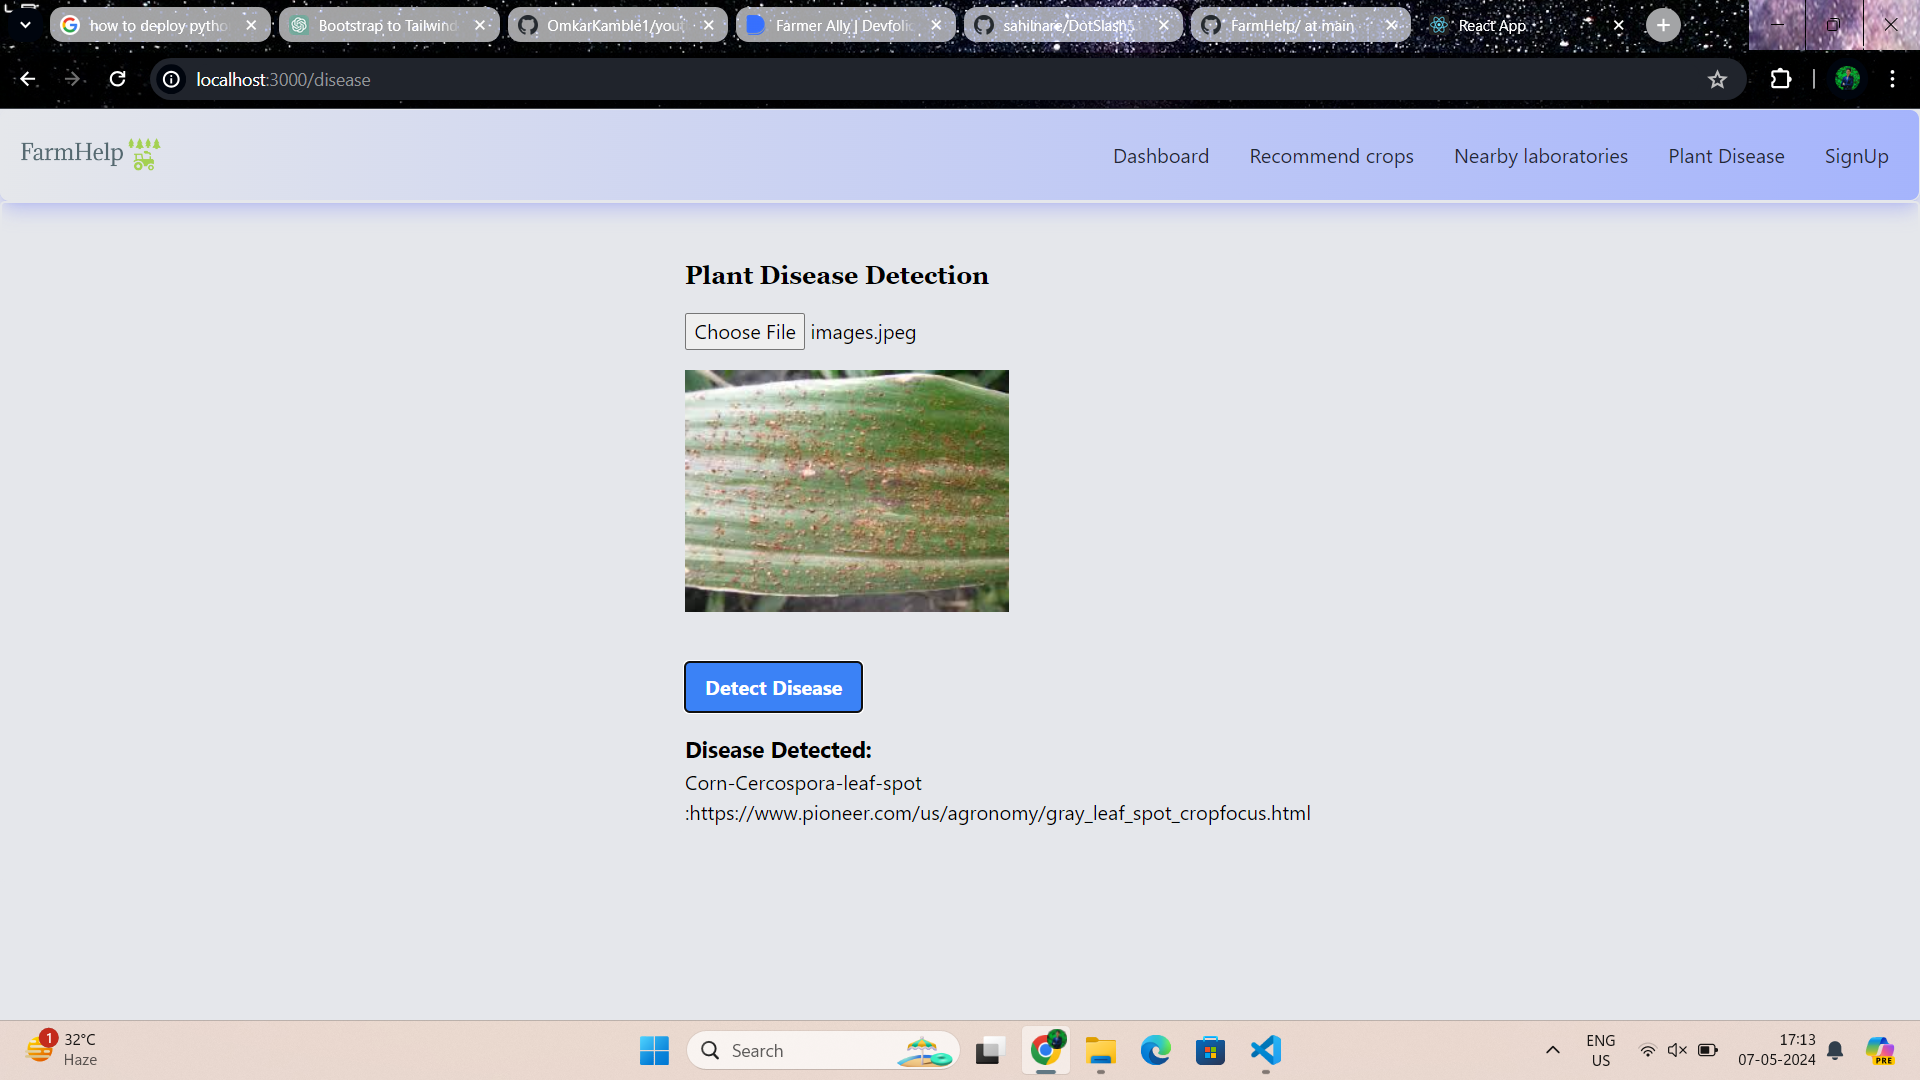 how to deploy pytho
Bootstrap to Tailwind
OmkarKamble1/you
Farmer Ally | Devfolio
sahilnare/DotSlash
FarmHelp/ at main
React App
localhost:3000/disease
FarmHelp
Dashboard
Recommend crops
Nearby laboratories
Plant Disease
SignUp
Plant Disease Detection
Choose File images.jpeg
Detect Disease
Disease Detected:
Corn-Cercospora-leaf-spot
:https://www.pioneer.com/us/agronomy/gray_leaf_spot_cropfocus.html
1
32°C
Haze
Search
ENG
US
17:13
07-05-2024
PRE